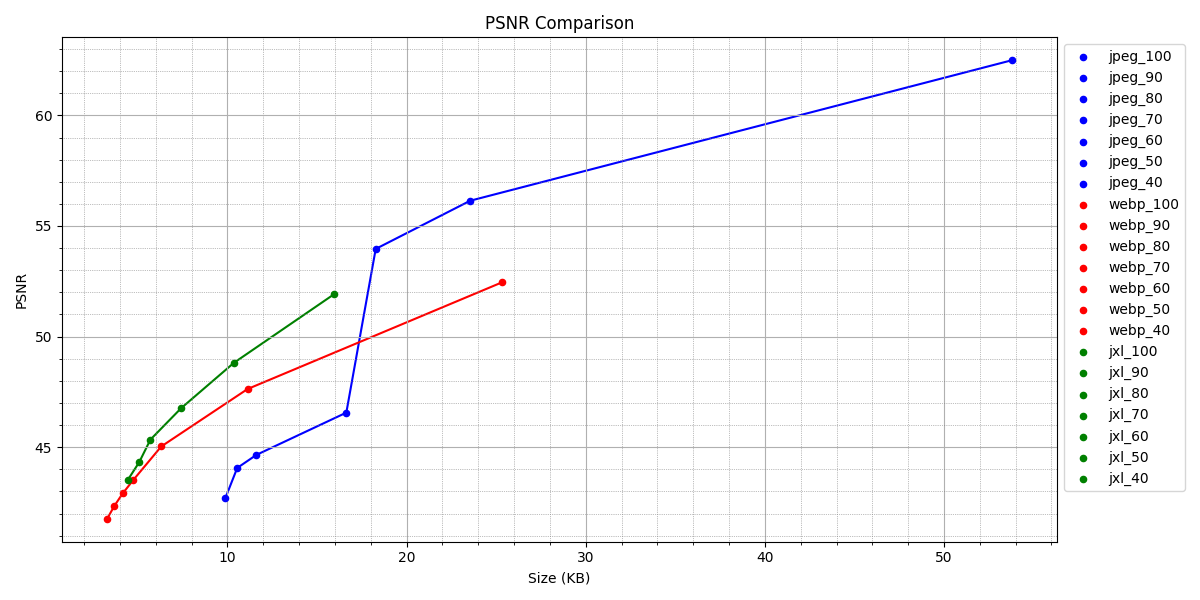 PSNR Comparison
PSNR
60
55
50
45
10
20
30
40
50
Size (KB)
jpeg_100
jpeg_90
jpeg_80
jpeg_70
jpeg_60
jpeg_50
jpeg_40
webp_100
webp_90
webp_80
webp_70
webp_60
webp_50
webp_40
jxl_100
jxl_90
jxl_80
jxl_70
jxl_60
jxl_50
jxl_40